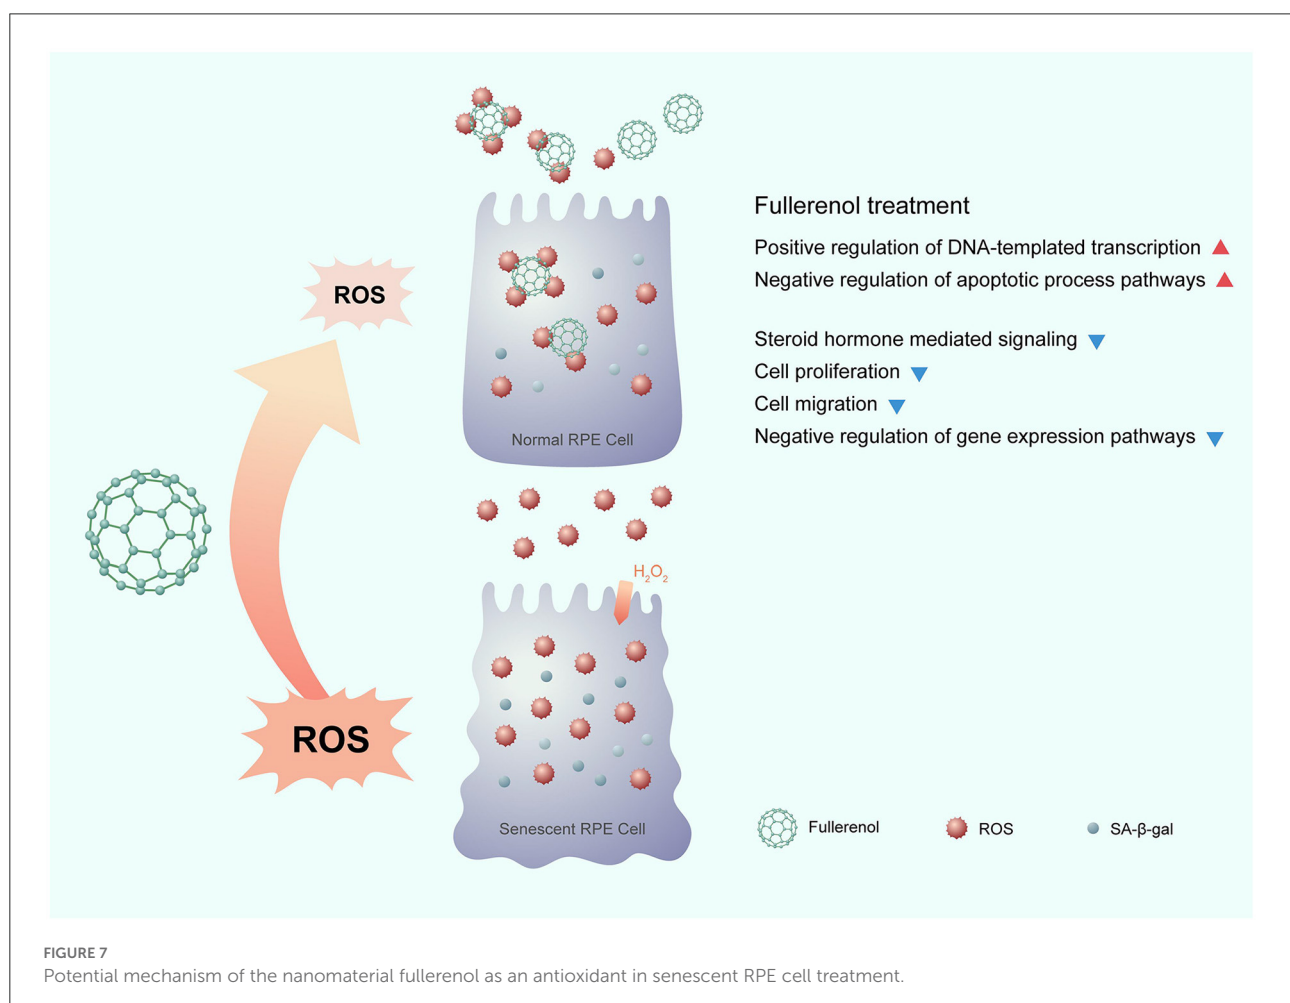 Fullerenol treatment
Positive regulation of DNA-templated transcription
Negative regulation of apoptotic process pathways
Steroid hormone mediated signaling
Cell proliferation
Cell migration
Negative regulation of gene expression pathways
ROS
Normal RPE Cell
H₂O₂
ROS
Senescent RPE Cell
Fullerenol
ROS
SA-β-gal
FIGURE 7
Potential mechanism of the nanomaterial fullerenol as an antioxidant in senescent RPE cell treatment.